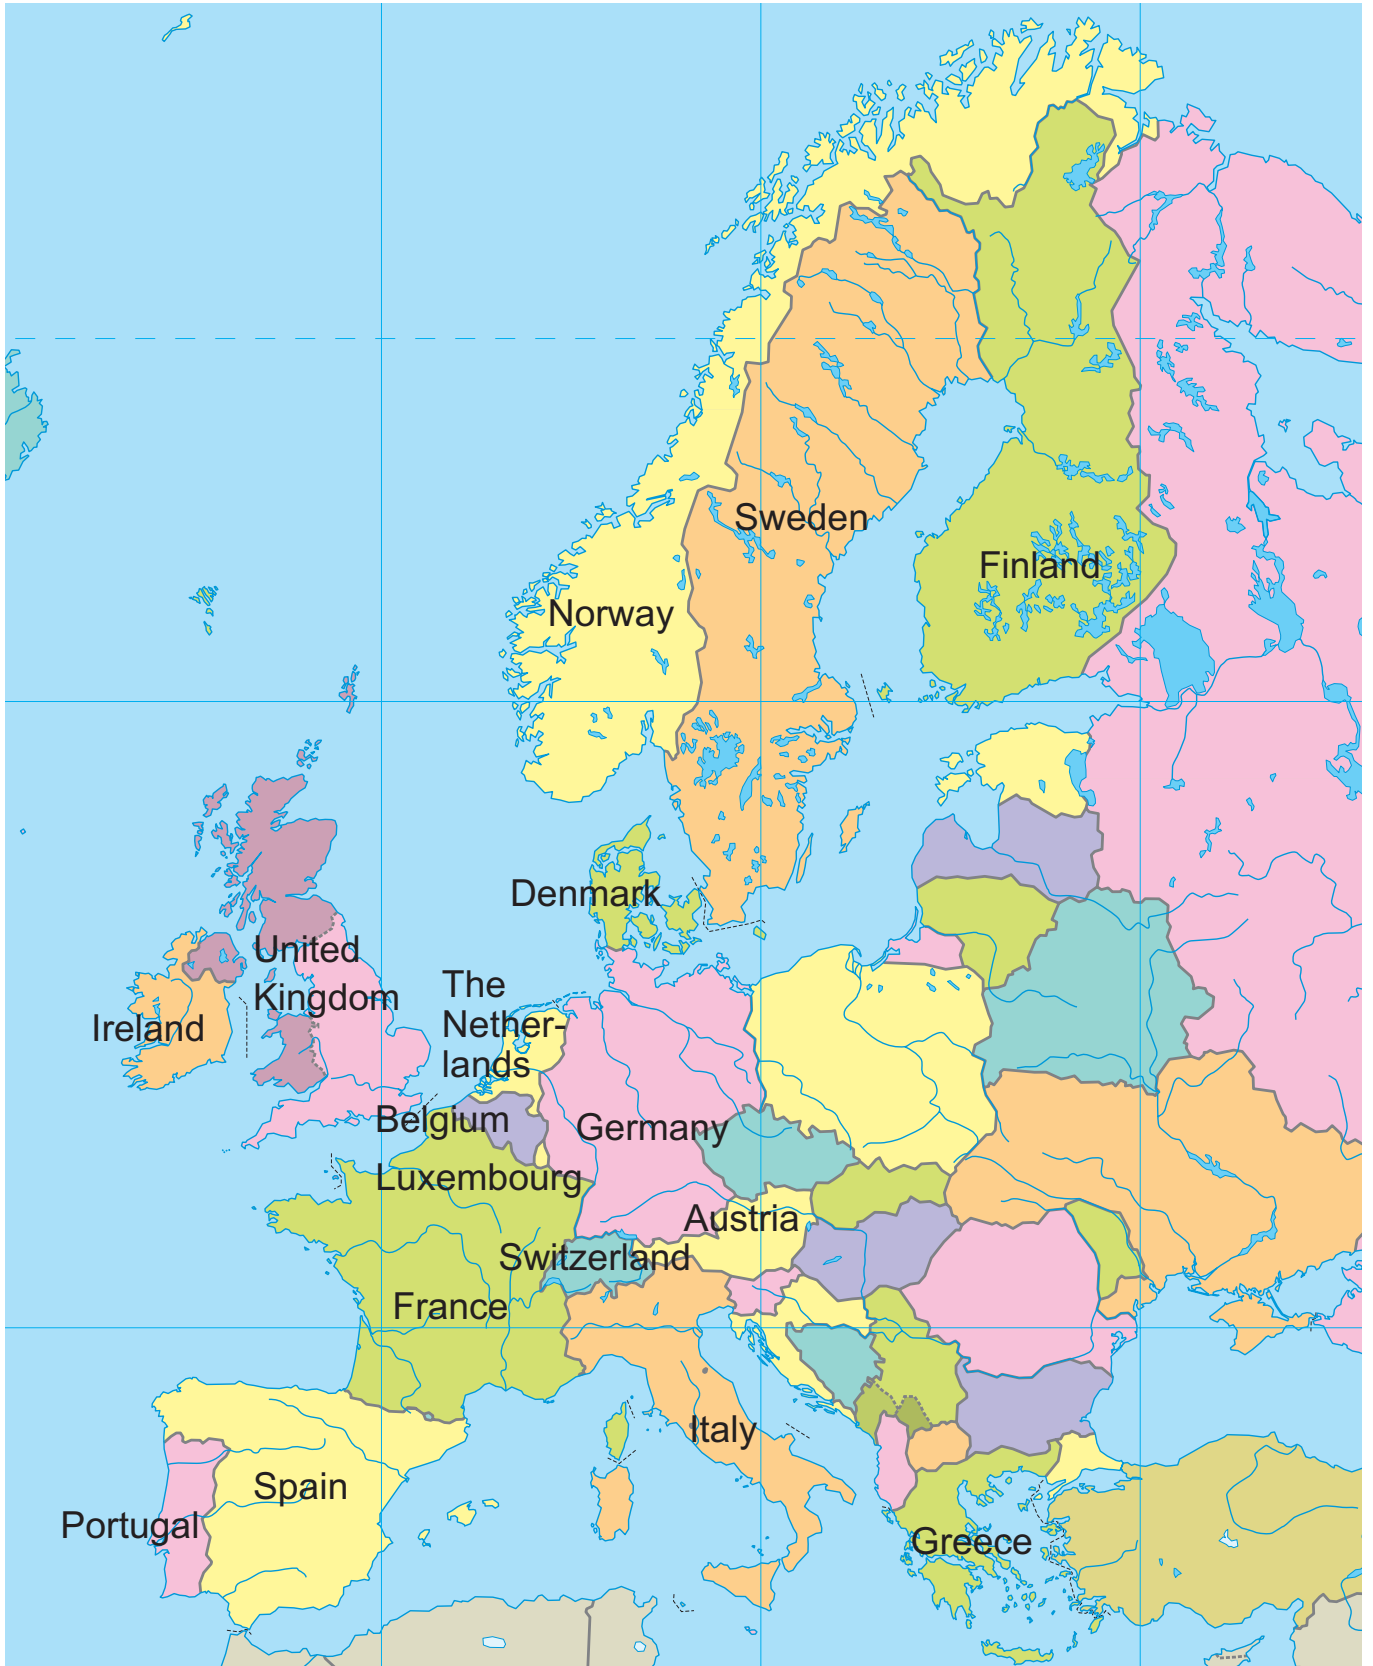 Sweden
Finland
Norway
Denmark
United
Kingdom
Ireland
The
Nether-
lands
Belgium
Germany
Luxembourg
Austria
Switzerland
France
Italy
Spain
Portugal
Greece